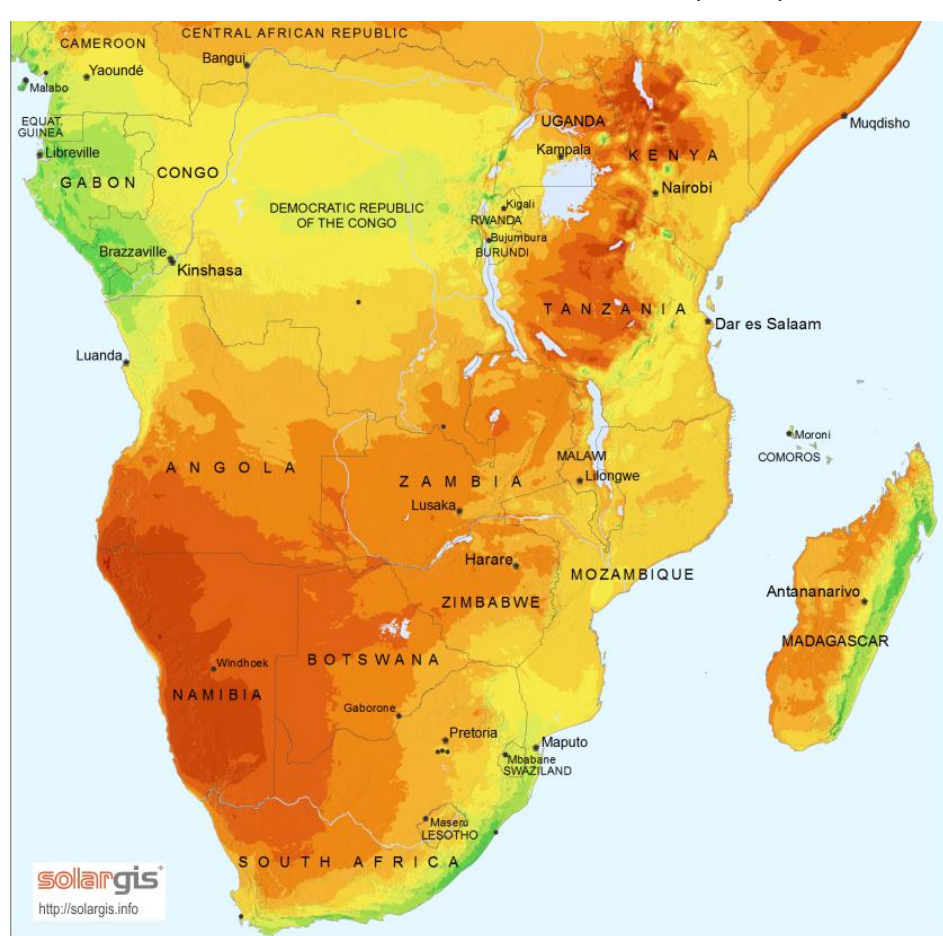 CENTRAL AFRICAN REPUBLIC
CAMEROON
Bangui
Yaoundé
Malabo
EQUAT.
GUINEA
Libreville
GABON
CONGO
UGANDA
Kampala
KENYA
Muqdisho
Nairobi
DEMOCRATIC REPUBLIC
OF THE CONGO
Kigali
RWANDA
Bujumbura
BURUNDI
Brazzaville
Kinshasa
TANZANIA
Dar es Salaam
Luanda
Moroni
COMOROS
ANGOLA
ZAMBIA
MALAWI
Lilongwe
Lusaka
Harare
MOZAMBIQUE
ZIMBABWE
Antananarivo
MADAGASCAR
BOTSWANA
Windhoek
NAMIBIA
Gaborone
Pretoria
Maputo
Mbabane
SWAZILAND
Maseru
LESOTHO
SOUTH AFRICA
solargis
http://solargis.info